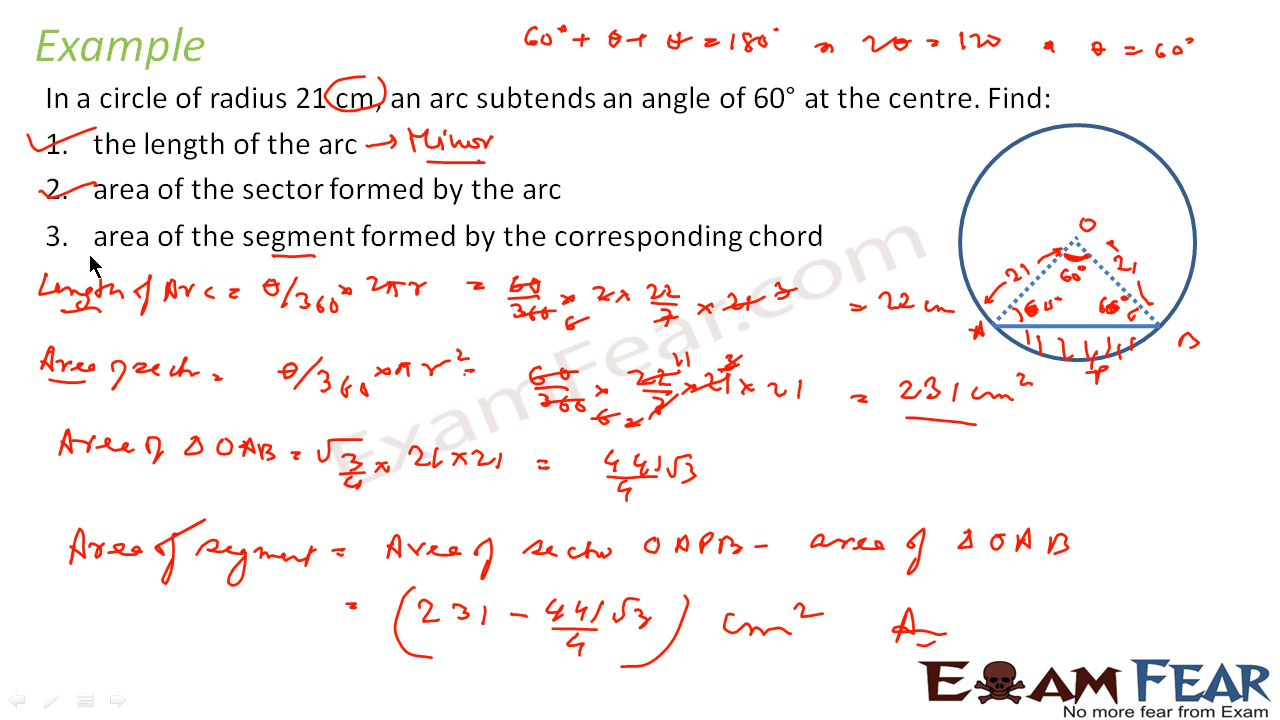 Example
60° + θ + θ = 180° ⇒ 2θ = 120 ⇒ θ = 60°
In a circle of radius 21 cm, an arc subtends an angle of 60° at the centre. Find:
1. the length of the arc → Minor
2. area of the sector formed by the arc
3. area of the segment formed by the corresponding chord
O
21 60° 21
60° 60°
A B
P
Length of Arc = θ/360 × 2πr = 60/360 × 2 × 22/7 × 21 = 22 cm
Area of sector = θ/360 × πr² = 60/360 × 22/7 × 21 × 21 = 231 cm²
Area of Δ OAB = √3/4 × 21 × 21 = 441/4 √3
Area of segment = Area of sector OAPB - area of Δ OAB
= (231 - 441/4 √3) cm²
ExamFear.com
EXAM FEAR
No more fear from Exam